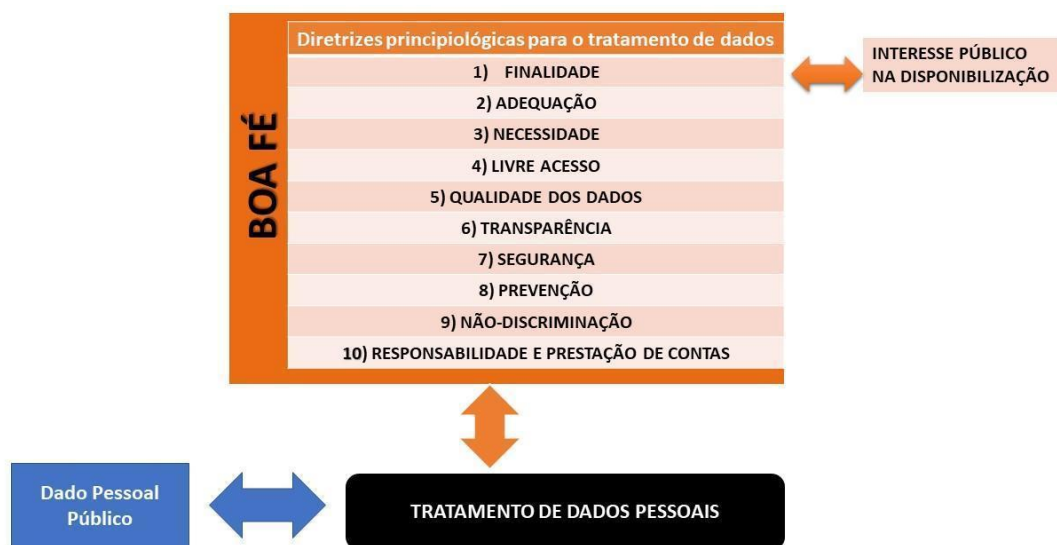 Diretrizes principiológicas para o tratamento de dados
INTERESSE PÚBLICO
NA DISPONIBILIZAÇÃO
BOA FÉ
1) FINALIDADE
2) ADEQUAÇÃO
3) NECESSIDADE
4) LIVRE ACESSO
5) QUALIDADE DOS DADOS
6) TRANSPARÊNCIA
7) SEGURANÇA
8) PREVENÇÃO
9) NÃO-DISCRIMINAÇÃO
10) RESPONSABILIDADE E PRESTAÇÃO DE CONTAS
Dado Pessoal
Público
TRATAMENTO DE DADOS PESSOAIS